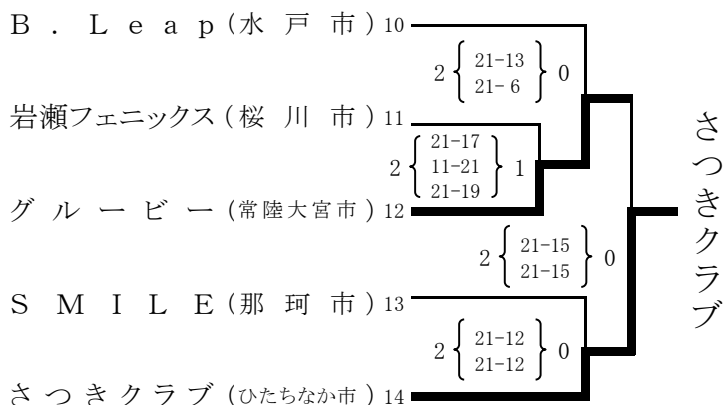 B.Leap(水戸市)10
2 { 21-13 } 0
21-6
岩瀬フェニックス(桜川市)11
21-17
2 { 11-21 } 1
21-19
グルービー(常陸大宮市)12
2 { 21-15 } 0
21-15
さつきクラブ
SMILE(那珂市)13
2 { 21-12 } 0
21-12
さつきクラブ(ひたちなか市)14